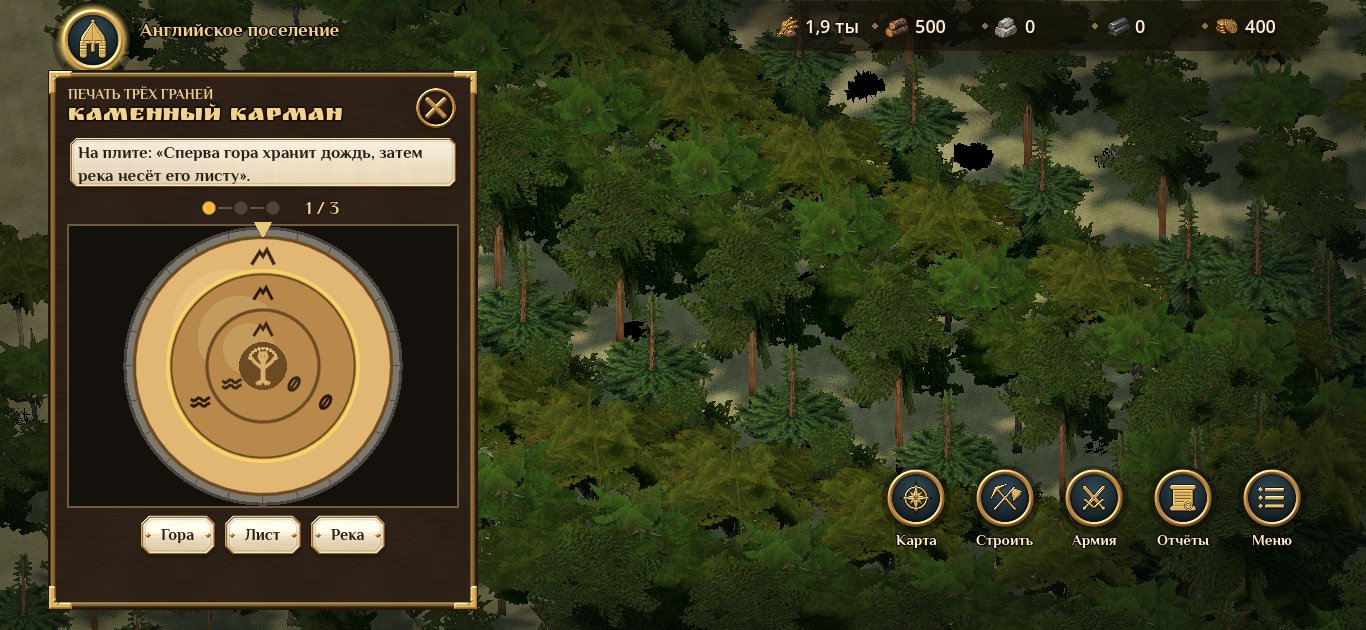 Английское поселение
1,9 ты
500
0
0
400
ПЕЧАТЬ ТРЁХ ГРАНЕЙ
КАМЕННЫЙ КАРМАН
На плите: «Сперва гора хранит дождь, затем
река несёт его листу».
1 / 3
Гора
Лист
Река
Карта
Строить
Армия
Отчёты
Меню